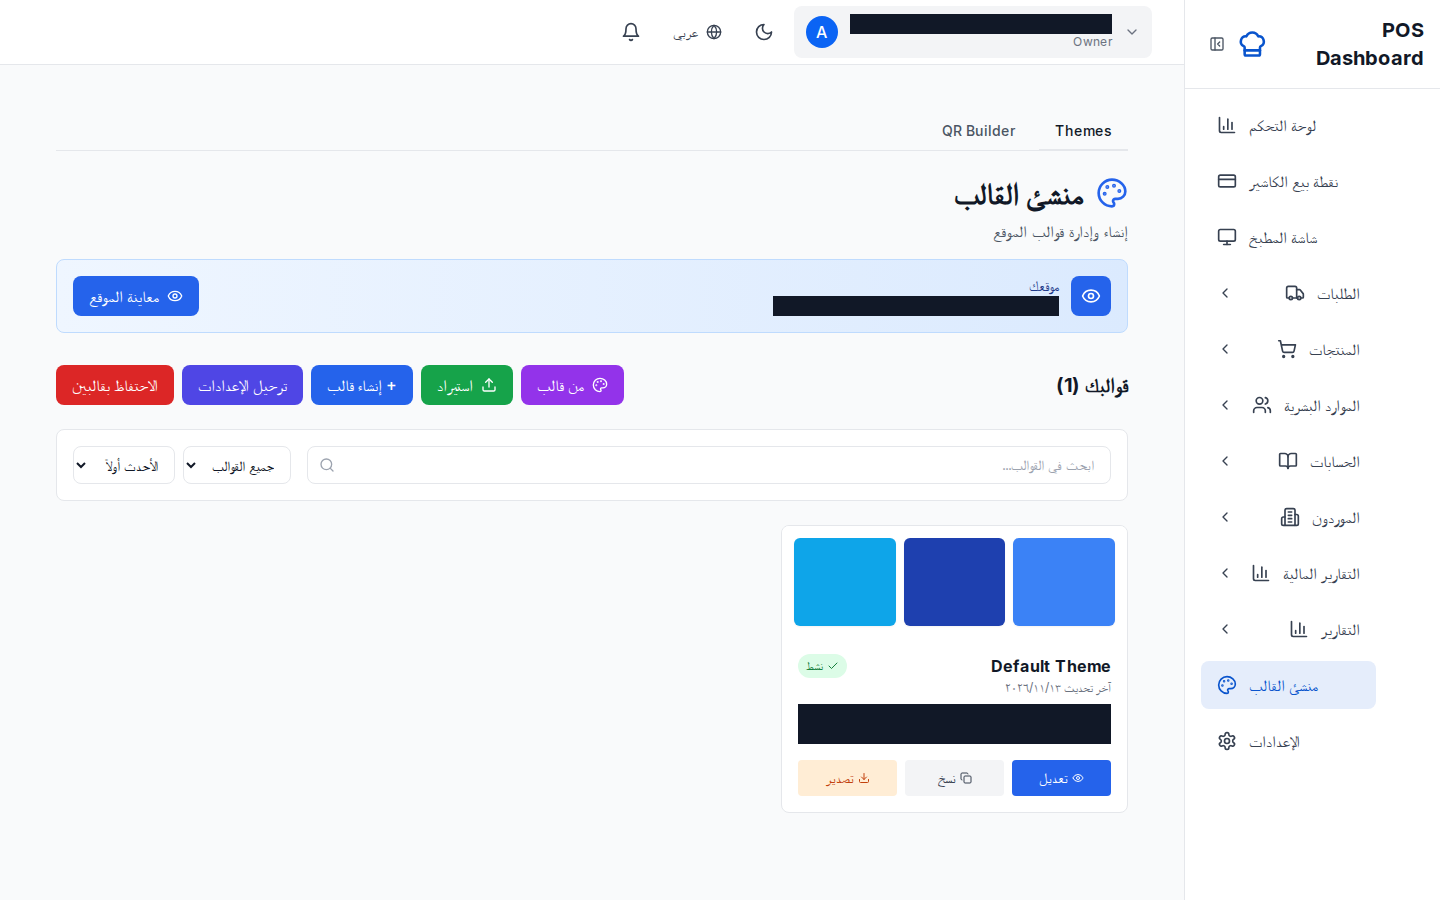 POS
Dashboard
لوحة التحكم
نقطة بيع الكاشير
شاشة المطبخ
الطلبات
المنتجات
الموارد البشرية
الحسابات
الموردون
التقارير المالية
التقارير
منشئ القالب
الإعدادات
A
Owner
عربي
Themes
QR Builder
منشئ القالب
إنشاء وإدارة قوالب الموقع
موقعك
معاينة الموقع
قوالبك (1)
من قالب
استيراد
+ إنشاء قالب
ترحيل الإعدادات
الاحتفاظ بقالبين
ابحث في القوالب...
جميع القوالب
الأحدث أولاً
Default Theme
نشط
آخر تحديث ١٣‏/١١‏/٢٠٢٦
تعديل
نسخ
تصدير